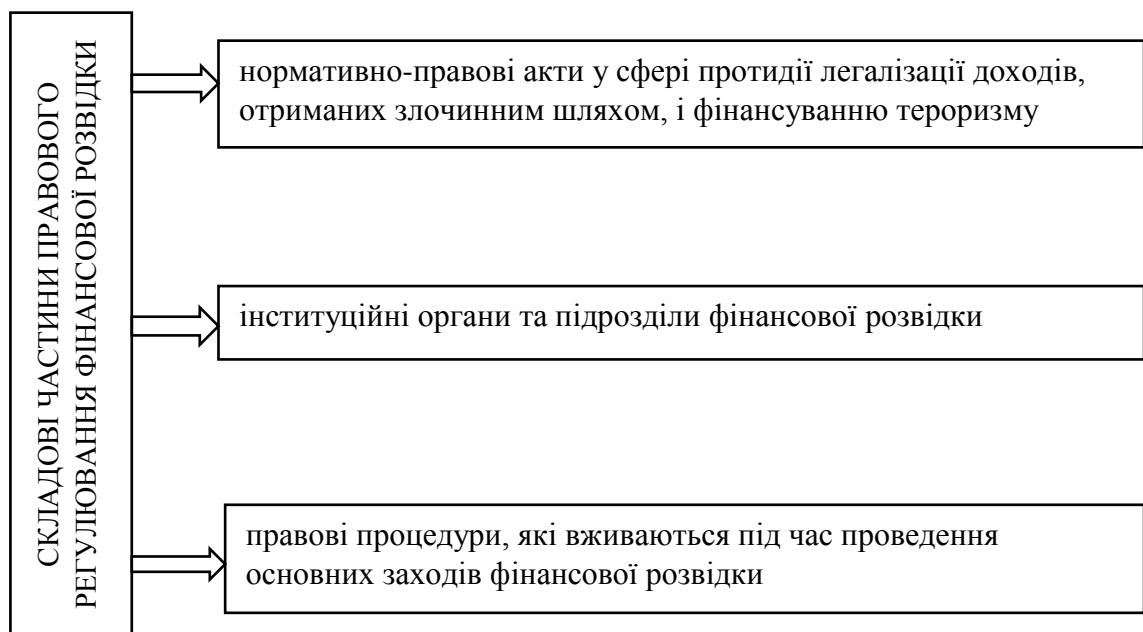 СКЛАДОВІ ЧАСТИНИ ПРАВОВОГО
РЕГУЛЮВАННЯ ФІНАНСОВОЇ РОЗВІДКИ
нормативно-правові акти у сфері протидії легалізації доходів,
отриманих злочинним шляхом, і фінансуванню тероризму
інституційні органи та підрозділи фінансової розвідки
правові процедури, які вживаються під час проведення
основних заходів фінансової розвідки